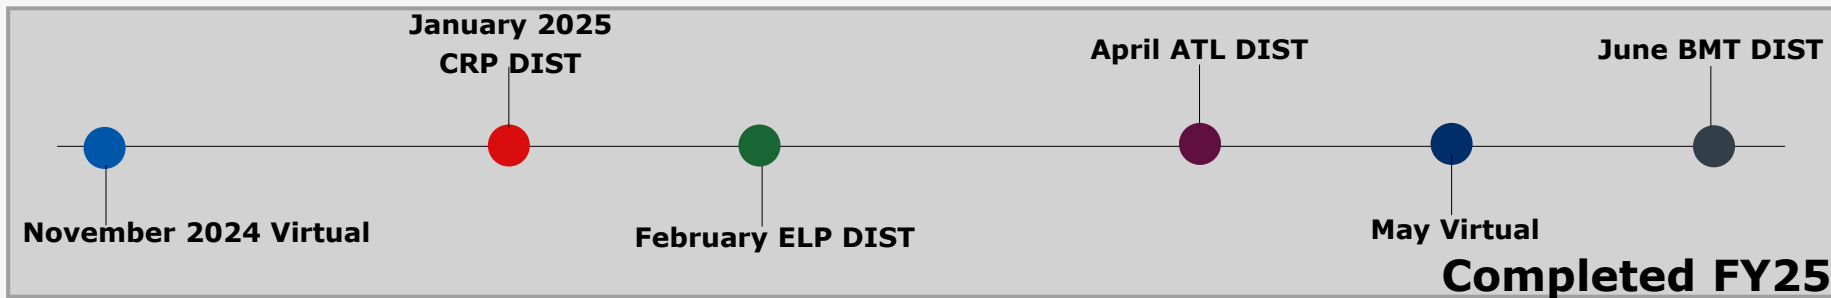 January 2025
CRP DIST
April ATL DIST
June BMT DIST
November 2024 Virtual
February ELP DIST
May Virtual
Completed FY25